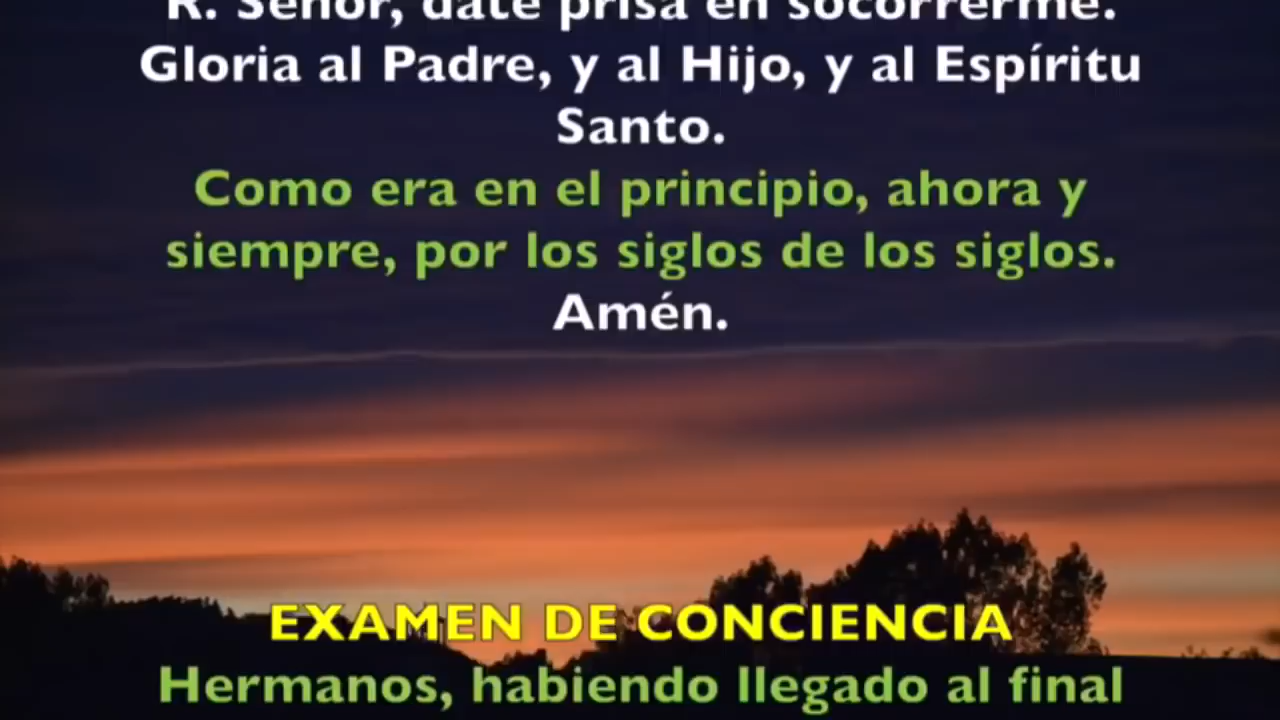 R. Señor, date prisa en socorrerme.
Gloria al Padre, y al Hijo, y al Espíritu
Santo.
Como era en el principio, ahora y
siempre, por los siglos de los siglos.
Amén.
EXAMEN DE CONCIENCIA
Hermanos, habiendo llegado al final